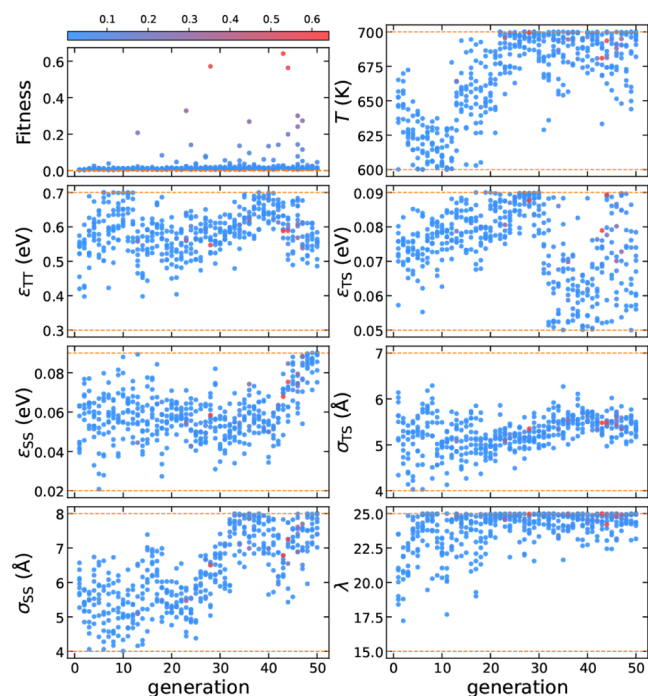 0.1 0.2 0.3 0.4 0.5 0.6
Fitness
0.6
0.4
0.2
0.0
T (K)
700
675
650
625
600
εTT (eV)
0.7
0.6
0.5
0.4
0.3
εTS (eV)
0.09
0.08
0.07
0.06
0.05
εSS (eV)
0.08
0.06
0.04
0.02
σTS (Å)
7
6
5
4
σSS (Å)
8
7
6
5
4
λ
25.0
22.5
20.0
17.5
15.0
0 10 20 30 40 50
generation
0 10 20 30 40 50
generation